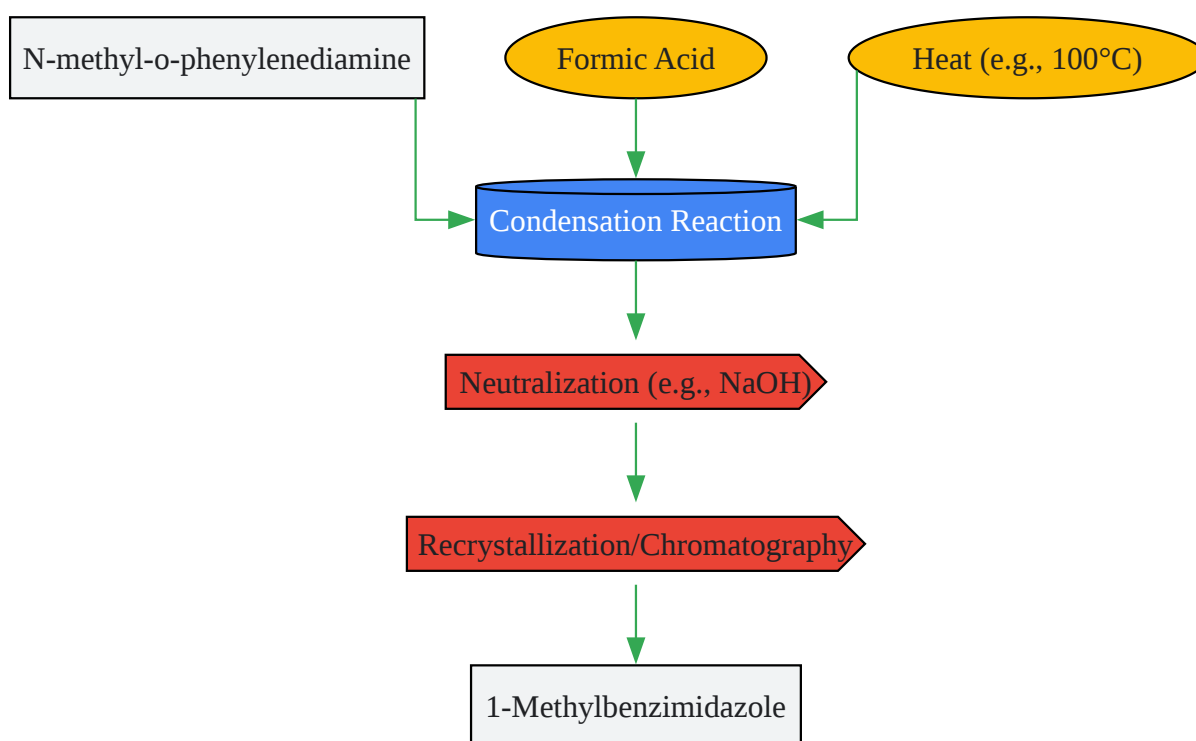 N-methyl-o-phenylenediamine
Formic Acid
Heat (e.g., 100°C)
Condensation Reaction
Neutralization (e.g., NaOH)
Recrystallization/Chromatography
1-Methylbenzimidazole